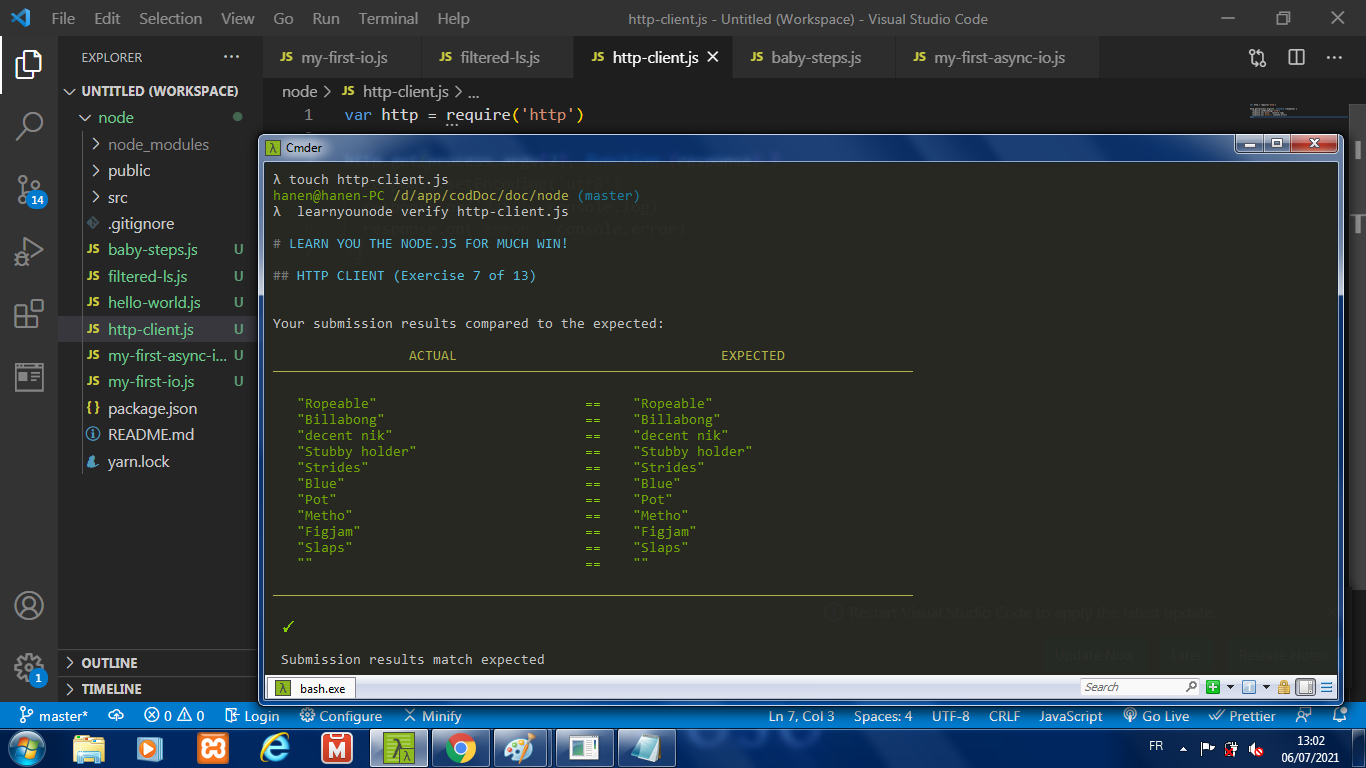 File Edit Selection View Go Run Terminal Help http-client.js - Untitled (Workspace) - Visual Studio Code
EXPLORER
JS my-first-io.js JS filtered-ls.js JS http-client.js JS baby-steps.js JS my-first-async-io.js
UNTITLED (WORKSPACE)
node > JS http-client.js > ...
1 var http = require('http')
node
node_modules
public
src
.gitignore
JS baby-steps.js U
JS filtered-ls.js U
JS hello-world.js U
JS http-client.js U
JS my-first-async-i... U
JS my-first-io.js U
{} package.json
README.md
yarn.lock
14
1
OUTLINE
TIMELINE
λ Cmder
λ touch http-client.js
hanen@hanen-PC /d/app/codDoc/doc/node (master)
λ  learnyounode verify http-client.js
# LEARN YOU THE NODE.JS FOR MUCH WIN!
## HTTP CLIENT (Exercise 7 of 13)
Your submission results compared to the expected:
ACTUAL EXPECTED
"Ropeable" == "Ropeable"
"Billabong" == "Billabong"
"decent nik" == "decent nik"
"Stubby holder" == "Stubby holder"
"Strides" == "Strides"
"Blue" == "Blue"
"Pot" == "Pot"
"Metho" == "Metho"
"Figjam" == "Figjam"
"Slaps" == "Slaps"
"" == ""
✓
Submission results match expected
λ bash.exe Search 1
master* 0 0 Login Configure Minify Ln 7, Col 3 Spaces: 4 UTF-8 CRLF JavaScript Go Live Prettier
FR 13:02
06/07/2021